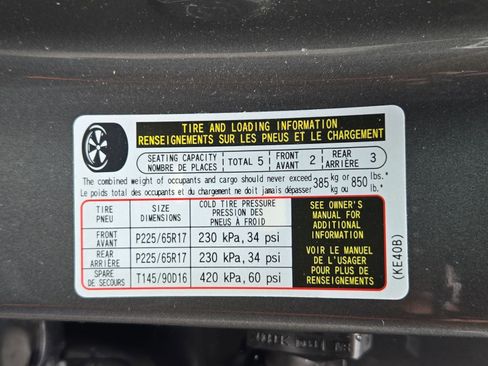 TIRE AND LOADING INFORMATION
RENSEIGNEMENTS SUR LES PNEUS ET LE CHARGEMENT
SEATING CAPACITY
NOMBRE DE PLACES
TOTAL 5
FRONT
AVANT
2
REAR
ARRIÈRE
3
The combined weight of occupants and cargo should never exceed
Le poids total des occupants et du chargement ne doit jamais dépasser
385 kg or 850 lbs.*
kg ou lb.*
TIRE
PNEU
SIZE
DIMENSIONS
COLD TIRE PRESSURE
PRESSION DES
PNEUS À FROID
FRONT
AVANT
P225/65R17
230 kPa, 34 psi
REAR
ARRIÈRE
P225/65R17
230 kPa, 34 psi
SPARE
DE SECOURS
T145/90D16
420 kPa, 60 psi
SEE OWNER'S
MANUAL FOR
ADDITIONAL
INFORMATION
VOIR LE MANUEL
DE L'USAGER
POUR PLUS DE
RENSEIGNEMENTS
(KE40B)